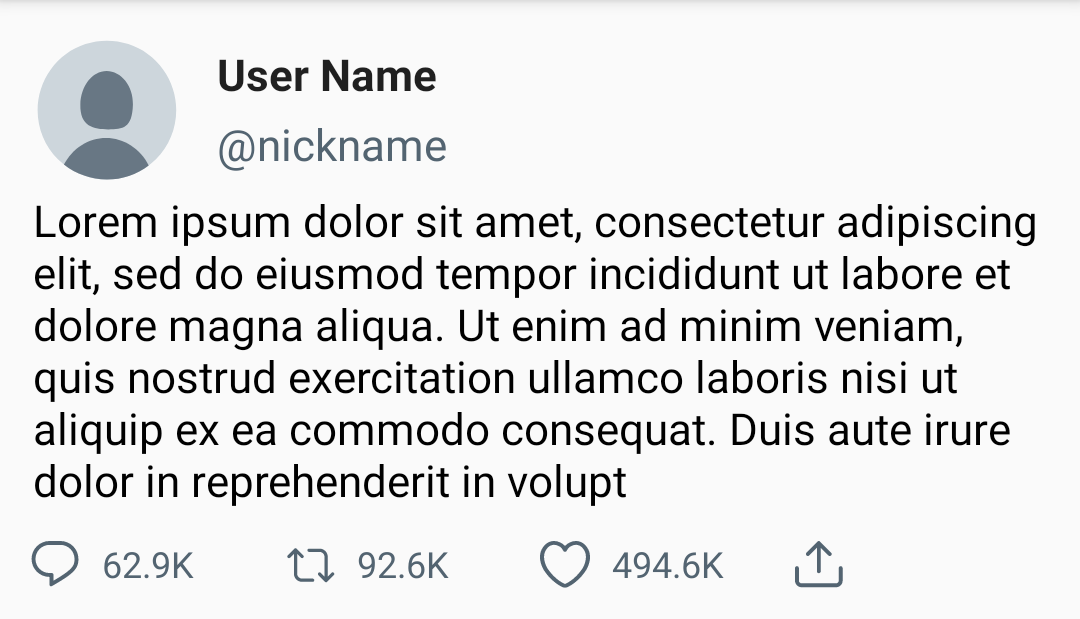 User Name
@nickname
Lorem ipsum dolor sit amet, consectetur adipiscing
elit, sed do eiusmod tempor incididunt ut labore et
dolore magna aliqua. Ut enim ad minim veniam,
quis nostrud exercitation ullamco laboris nisi ut
aliquip ex ea commodo consequat. Duis aute irure
dolor in reprehenderit in volupt
62.9K 92.6K 494.6K